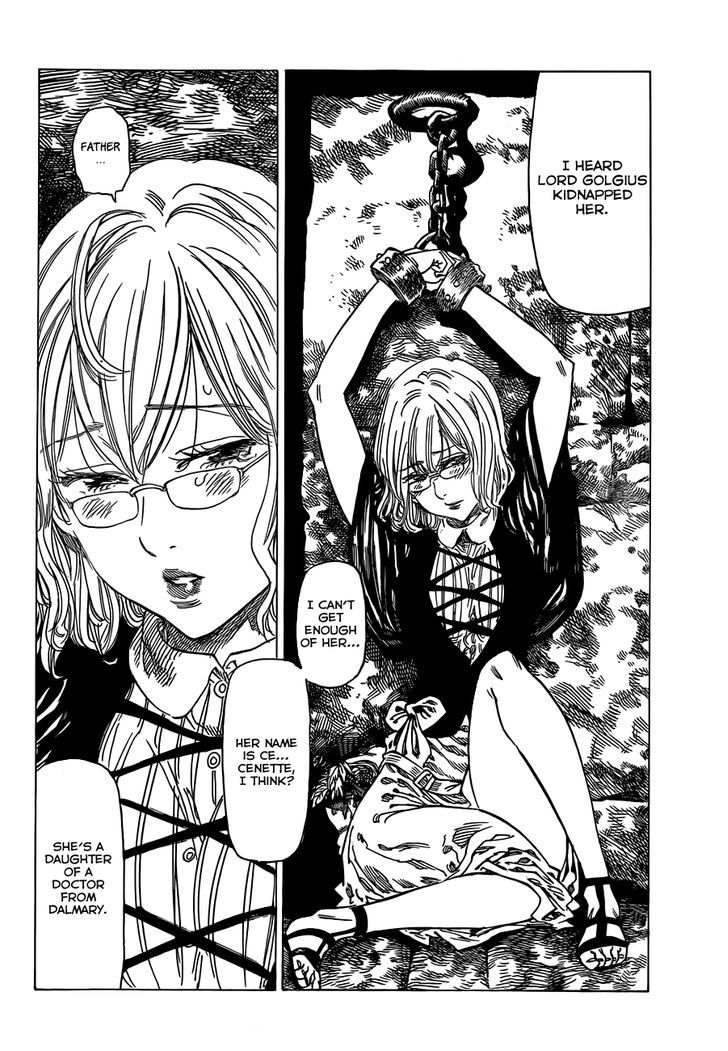 I HEARD
LORD GOLGIUS
KIDNAPPED
HER.
I CAN'T
GET
ENOUGH
OF HER...
HER NAME
IS CE...
CENETTE,
I THINK?
SHE'S A
DAUGHTER
OF A
DOCTOR
FROM
DALMARY.
FATHER
...